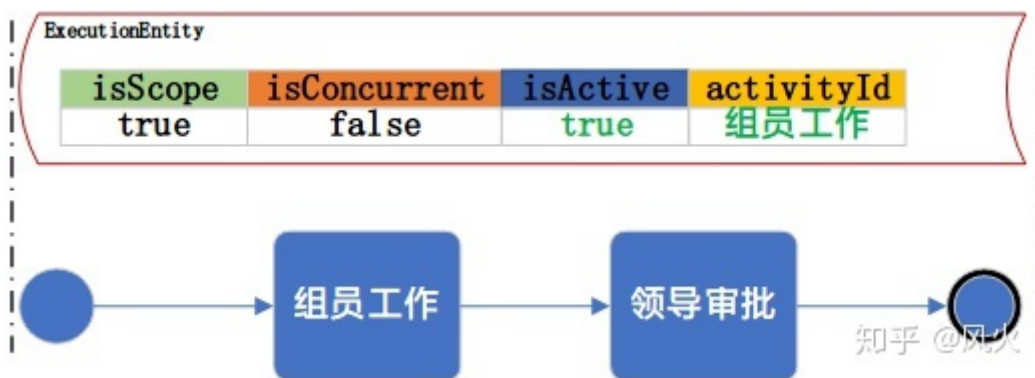 ExecutionEntity
isScope isConcurrent isActive activityId
true false true 组员工作
组员工作 领导审批
知乎 @风火